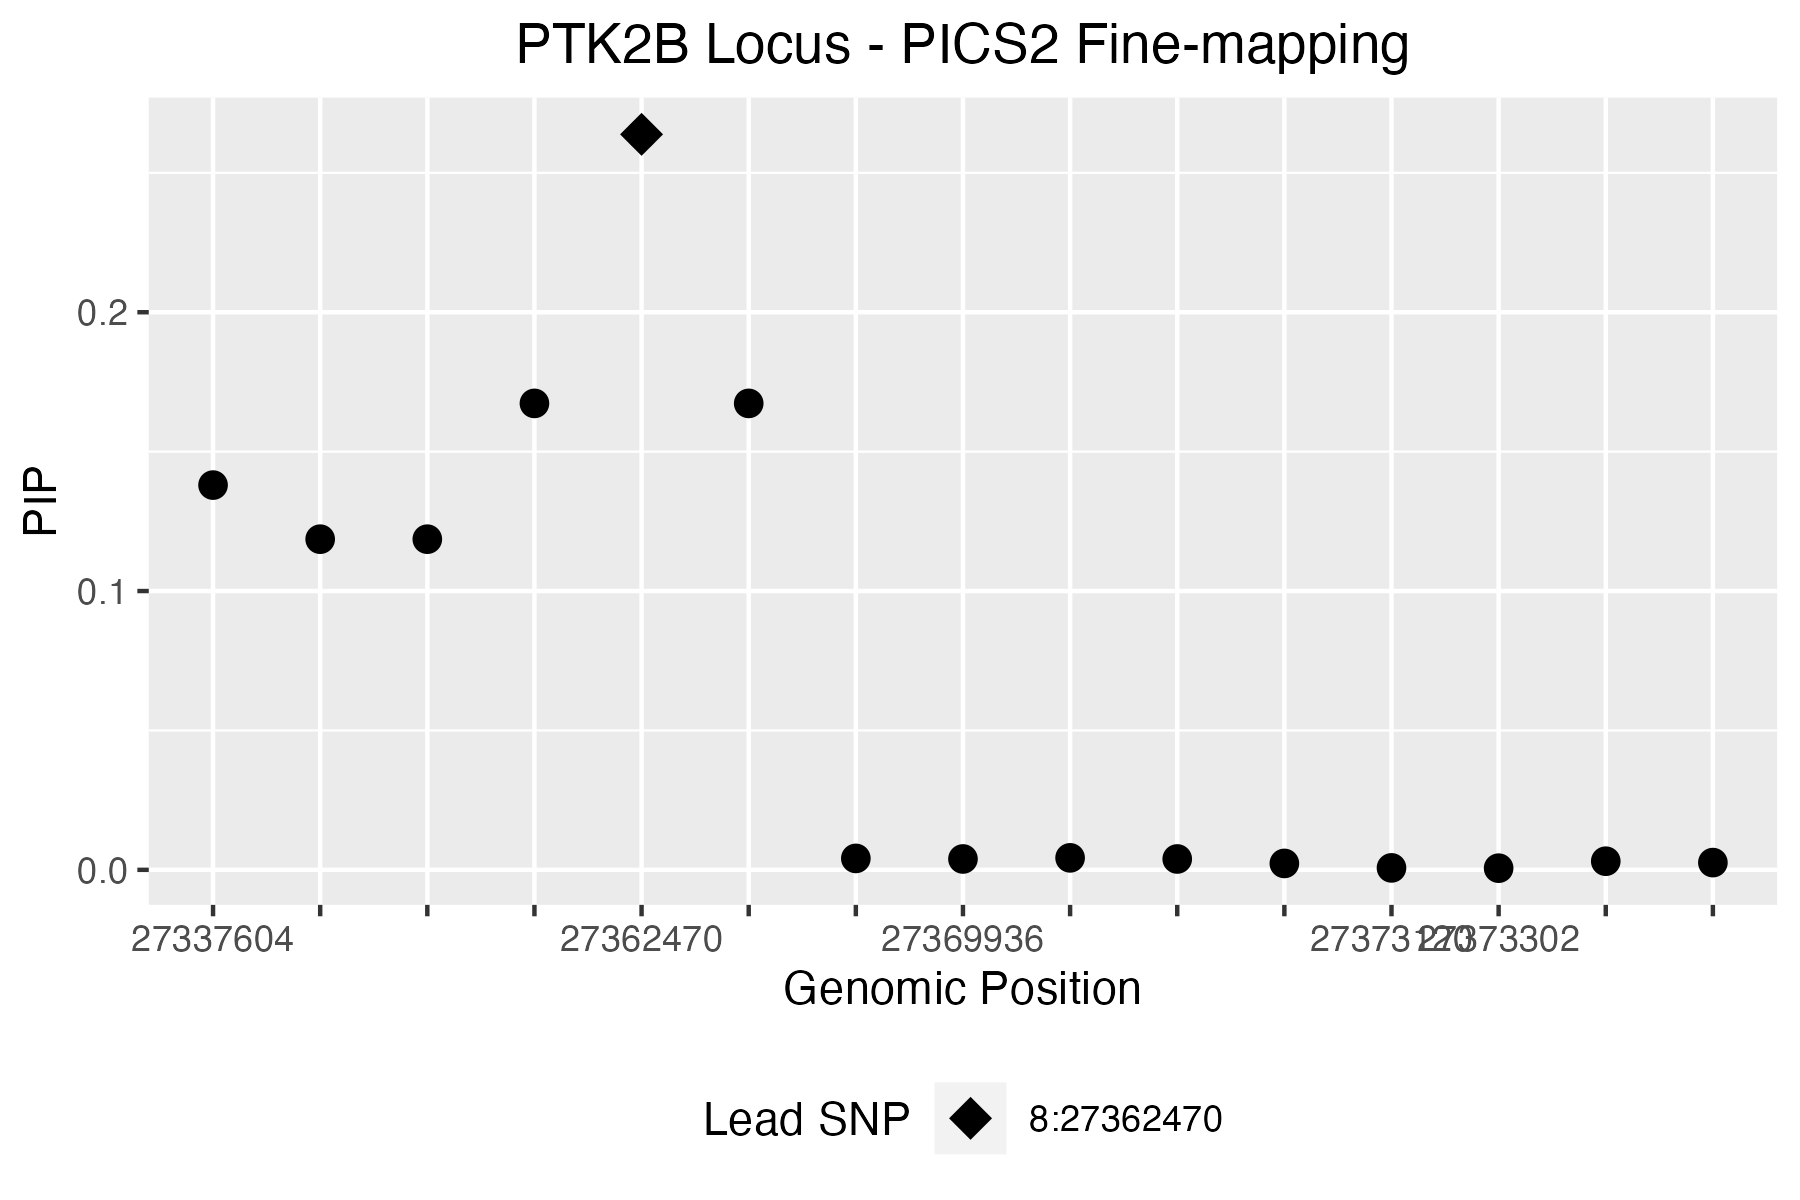 PTK2B Locus - PICS2 Fine-mapping
PIP
0.2
0.1
0.0
27337604 27362470 27369936 27373120 27373302
Genomic Position
Lead SNP 8:27362470